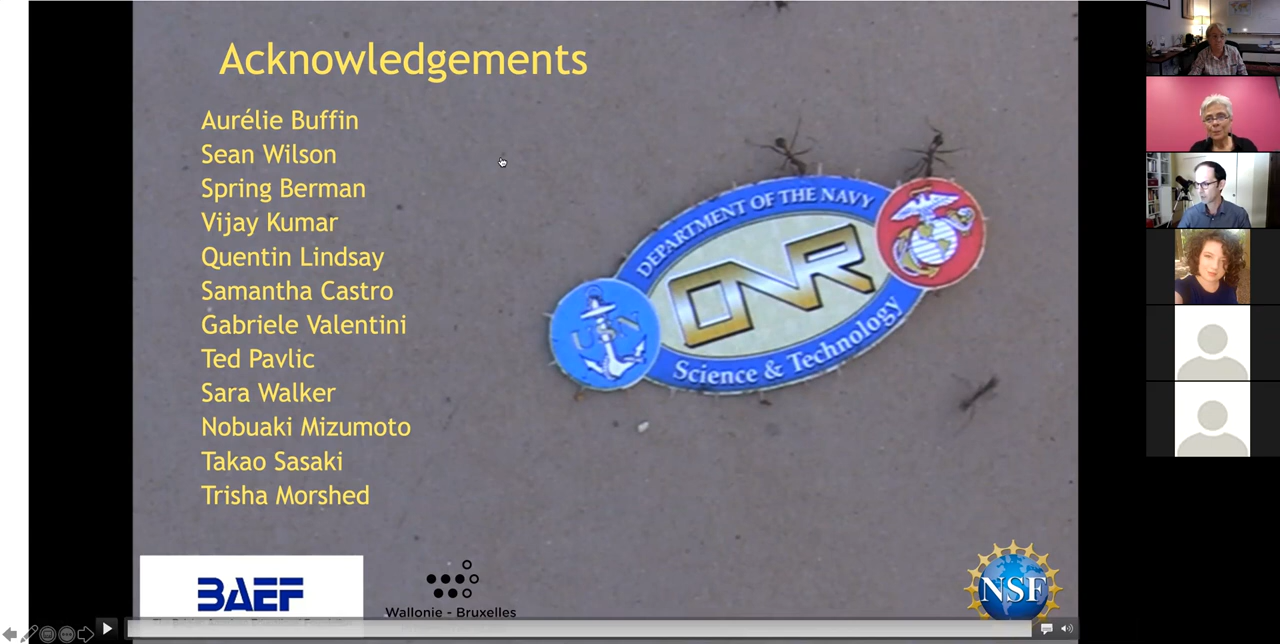 Acknowledgements
Aurélie Buffin
Sean Wilson
Spring Berman
Vijay Kumar
Quentin Lindsay
Samantha Castro
Gabriele Valentini
Ted Pavlic
Sara Walker
Nobuaki Mizumoto
Takao Sasaki
Trisha Morshed
DEPARTMENT OF THE NAVY
ONR
USN
Science & Technology
BAEF
Wallonie - Bruxelles
NSF